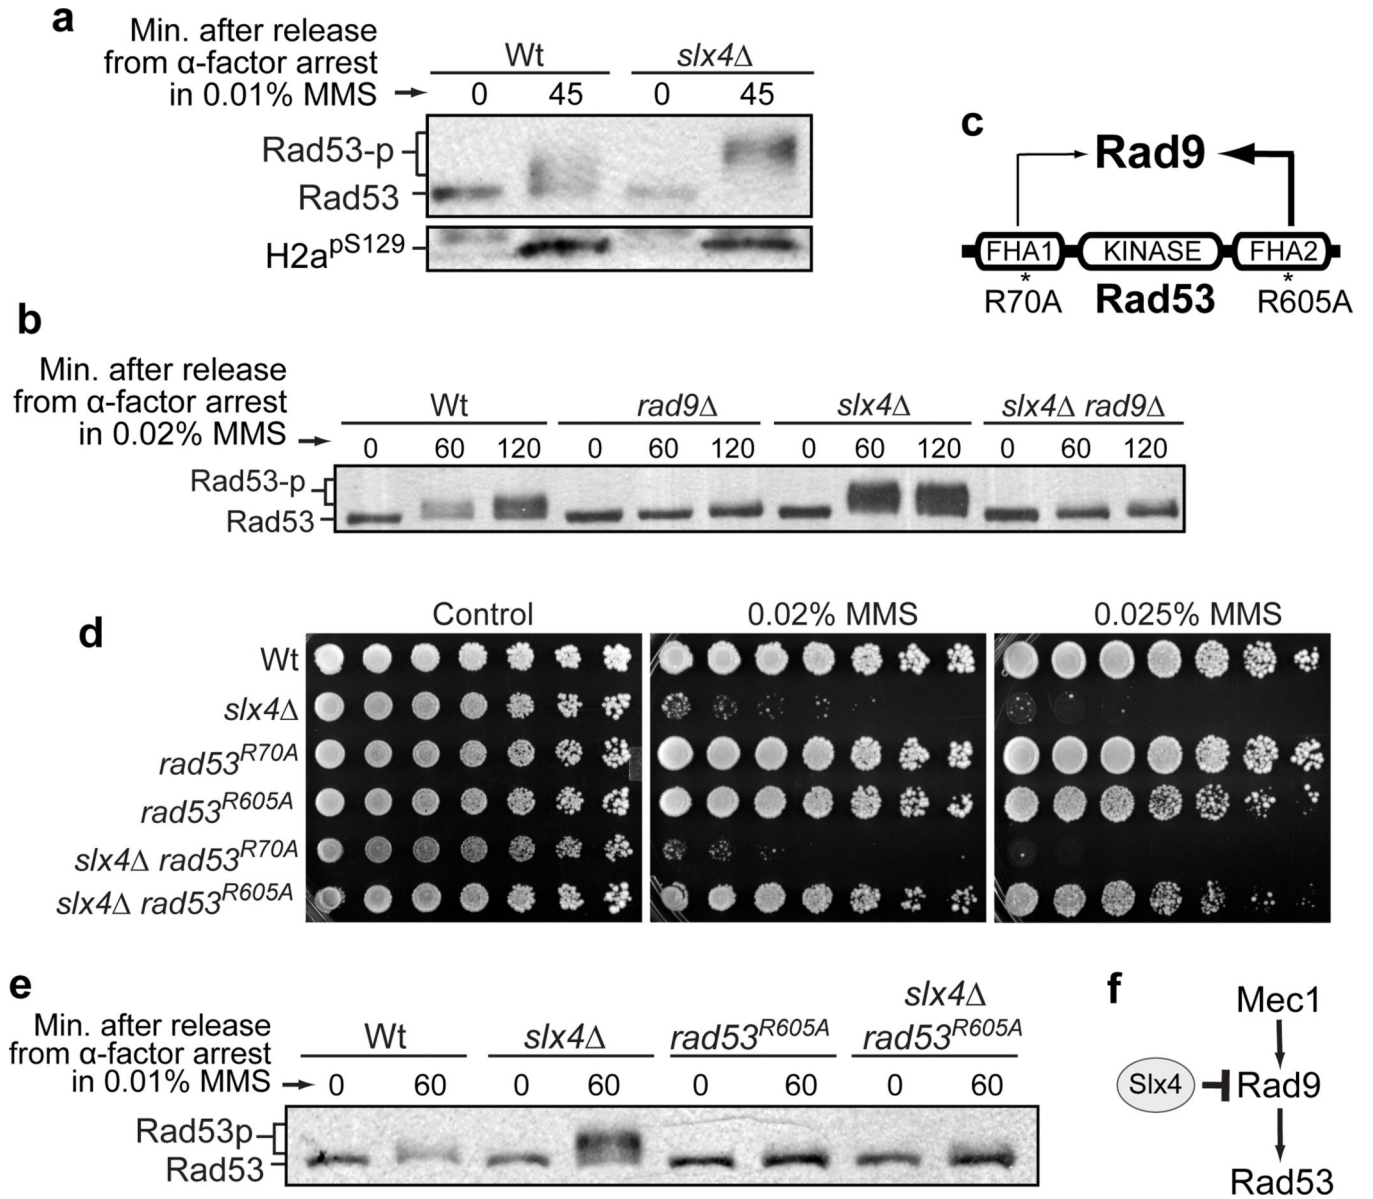 a
Min. after release
from α-factor arrest
in 0.01% MMS
Wt slx4Δ
0 45 0 45
Rad53-p
Rad53
H2a^pS129
b
Min. after release
from α-factor arrest
in 0.02% MMS
Wt rad9Δ slx4Δ slx4Δ rad9Δ
0 60 120 0 60 120 0 60 120 0 60 120
Rad53-p
Rad53
c
Rad9
FHA1 KINASE FHA2
* *
R70A Rad53 R605A
d
Control 0.02% MMS 0.025% MMS
Wt
slx4Δ
rad53^R70A
rad53^R605A
slx4Δ rad53^R70A
slx4Δ rad53^R605A
e
Min. after release
from α-factor arrest
in 0.01% MMS
slx4Δ
Wt slx4Δ rad53^R605A rad53^R605A
0 60 0 60 0 60 0 60
Rad53p
Rad53
f
Mec1
Slx4 Rad9
Rad53